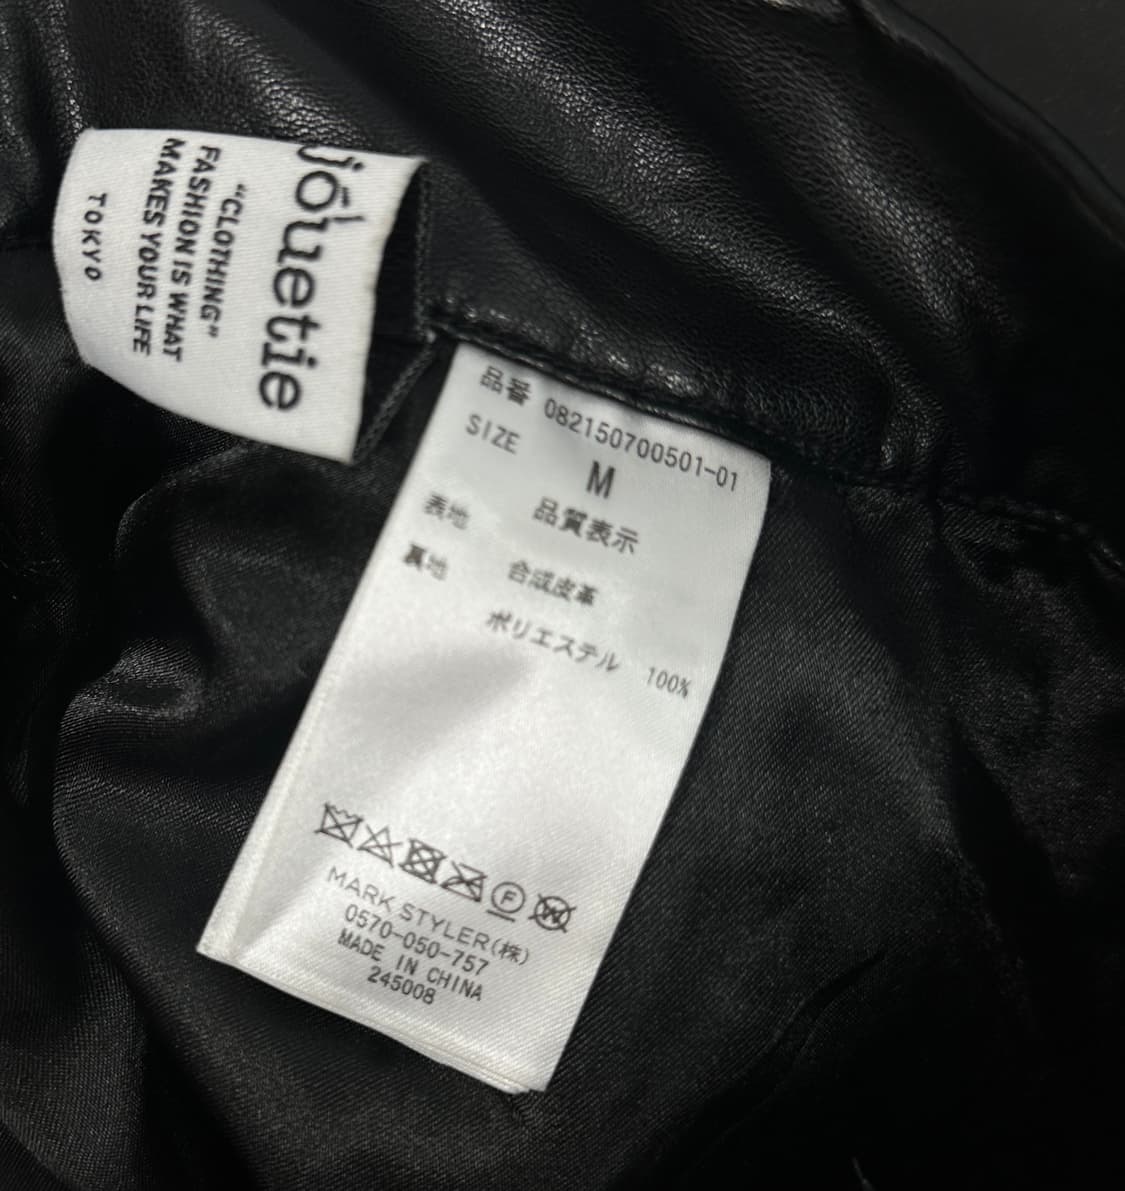 jouetie
"CLOTHING"
FASHION IS WHAT
MAKES YOUR LIFE
TOKYO
品番 082150700501-01
SIZE M
品質表示
表地 合成皮革
裏地 ポリエステル 100%
F
W
MARK STYLER(株)
0570-050-757
MADE IN CHINA
245008